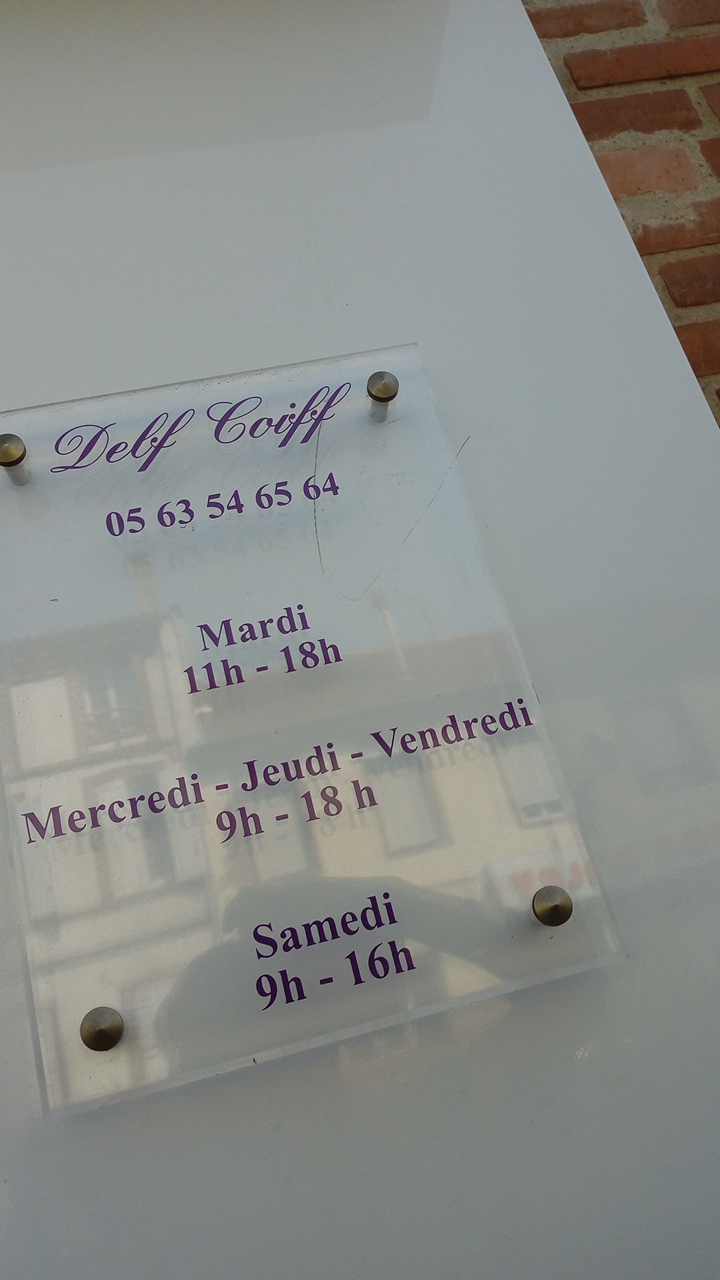 Delf Coiff
05 63 54 65 64
Mardi
11h - 18h
Mercredi - Jeudi - Vendredi
9h - 18 h
Samedi
9h - 16h